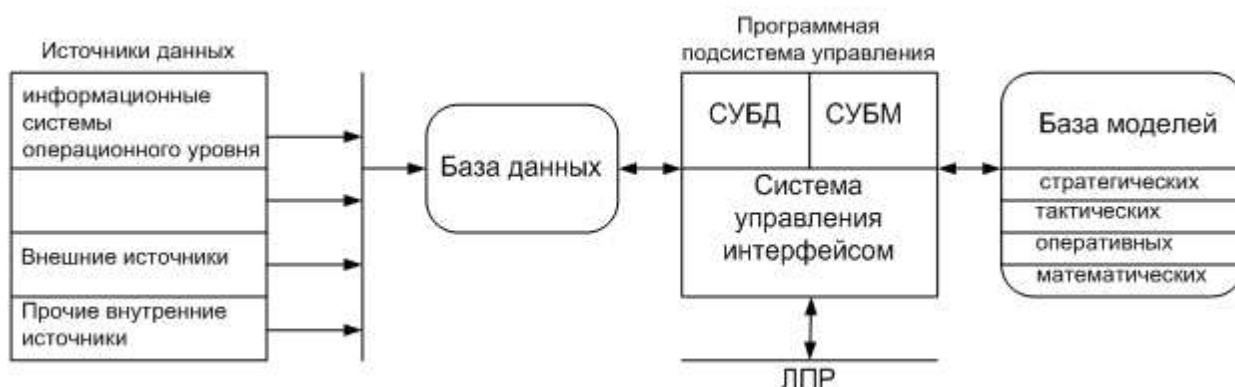 Источники данных
информационные
системы
операционного уровня
Внешние источники
Прочие внутренние
источники
База данных
Программная
подсистема управления
СУБД
СУБМ
Система
управления
интерфейсом
ЛПР
База моделей
стратегических
тактических
оперативных
математических